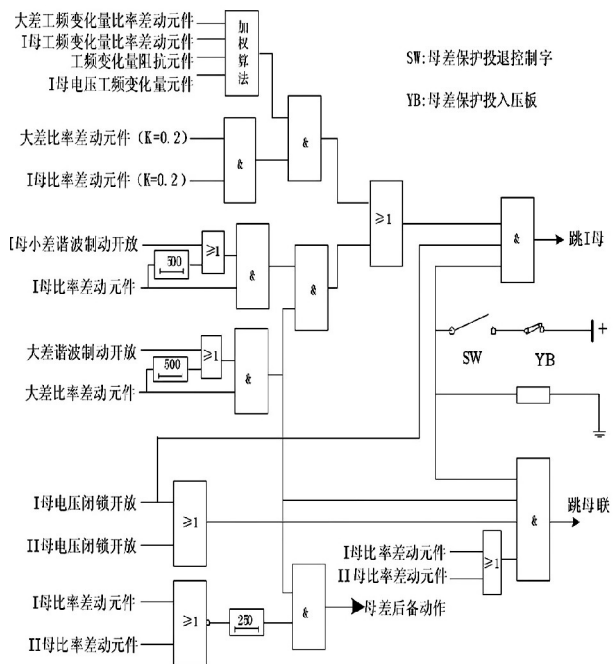 大差工频变化量比率差动元件
I母工频变化量比率差动元件
工频变化量阻抗元件
I母电压工频变化量元件
加权算法
SW:母差保护投退控制字
YB:母差保护投入压板
大差比率差动元件(K=0.2)
I母比率差动元件(K=0.2)
&
&
≥1
I母小差谐波制动开放
500
I母比率差动元件
≥1
&
&
&
跳I母
大差谐波制动开放
500
大差比率差动元件
≥1
&
SW
YB
+
I母电压闭锁开放
II母电压闭锁开放
≥1
&
跳母联
I母比率差动元件
II母比率差动元件
≥1
I母比率差动元件
II母比率差动元件
≥1
250
&
母差后备动作